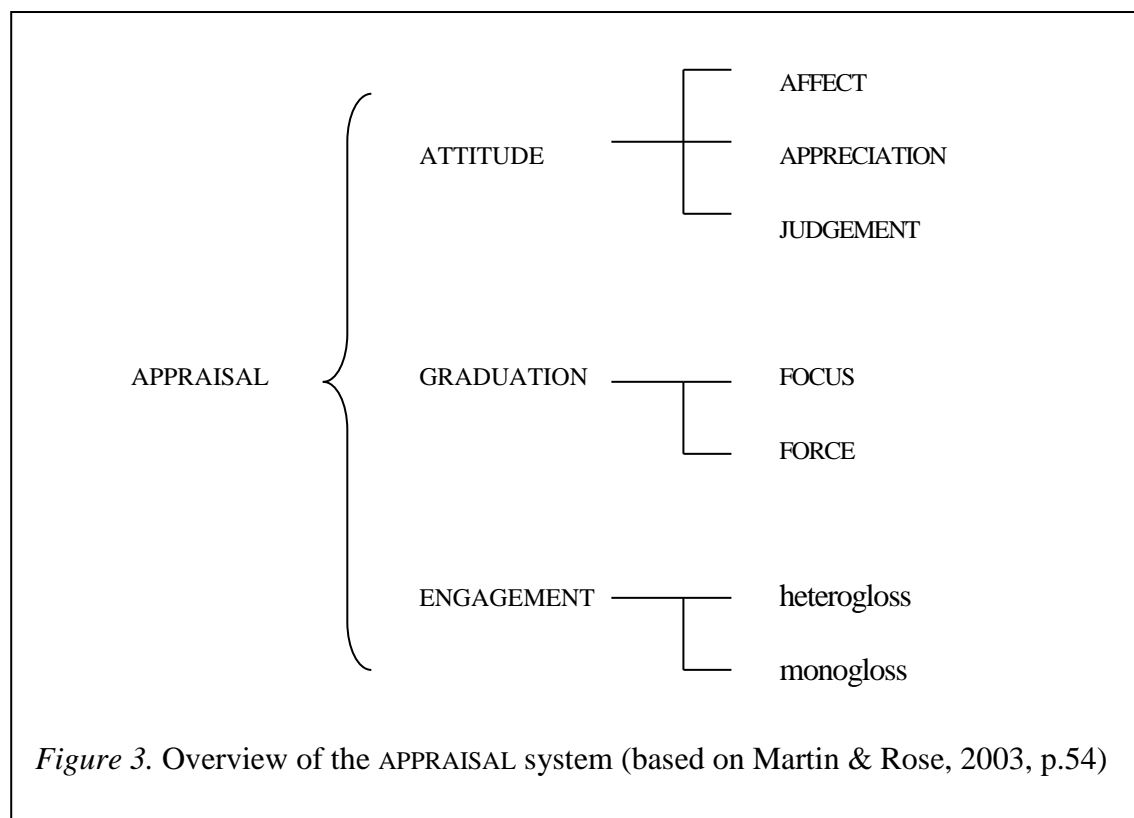 AFFECT
ATTITUDE
APPRECIATION
JUDGEMENT
APPRAISAL
GRADUATION
FOCUS
FORCE
ENGAGEMENT
heterogloss
monogloss
Figure 3. Overview of the APPRAISAL system (based on Martin & Rose, 2003, p.54)